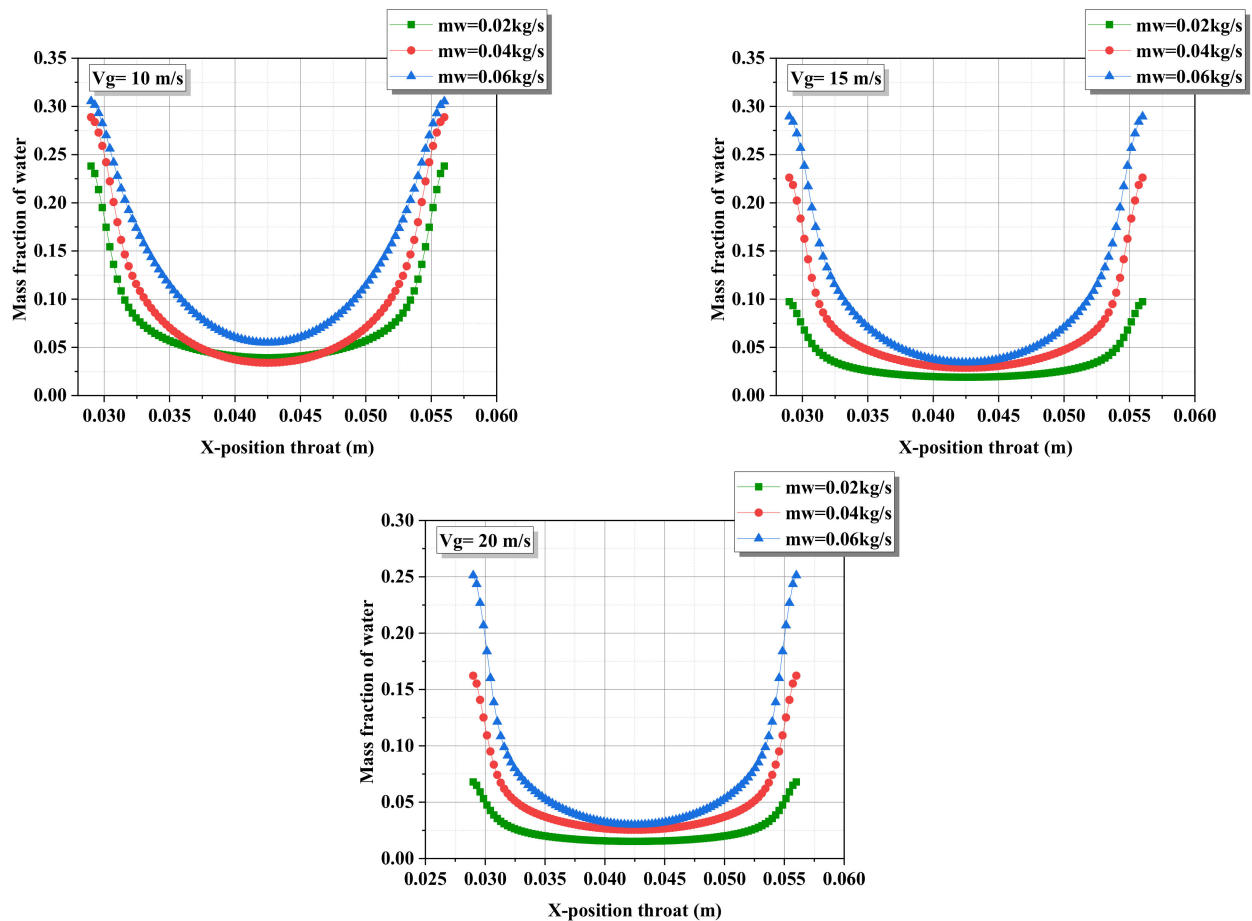 mw=0.02kg/s
mw=0.04kg/s
mw=0.06kg/s
Vg= 10 m/s
0.35
0.30
0.25
0.20
0.15
0.10
0.05
0.00
Mass fraction of water
0.030 0.035 0.040 0.045 0.050 0.056 0.060
X-position throat (m)
mw=0.02kg/s
mw=0.04kg/s
mw=0.06kg/s
Vg= 15 m/s
0.35
0.30
0.25
0.20
0.15
0.10
0.05
0.00
Mass fraction of water
0.030 0.035 0.040 0.045 0.050 0.056 0.060
X-position throat (m)
mw=0.02kg/s
mw=0.04kg/s
mw=0.06kg/s
Vg= 20 m/s
0.30
0.25
0.20
0.15
0.10
0.05
0.00
Mass fraction of water
0.025 0.030 0.035 0.040 0.045 0.050 0.056 0.060
X-position throat (m)